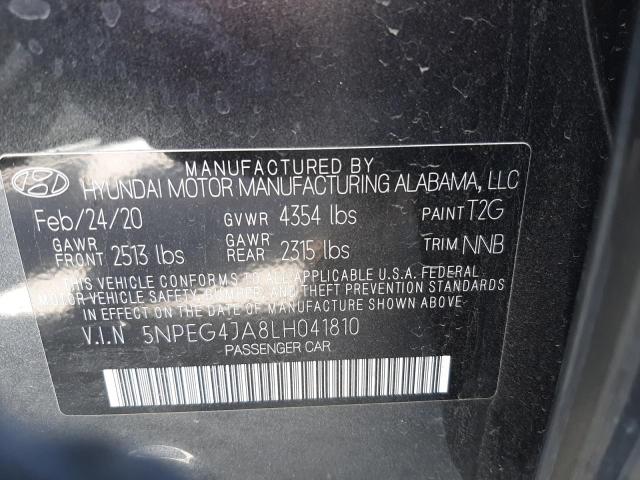 MANUFACTURED BY
HYUNDAI MOTOR MANUFACTURING ALABAMA, LLC
Feb/24/20 GVWR 4354 lbs PAINT T2G
GAWR FRONT 2513 lbs GAWR REAR 2315 lbs TRIM NNB
THIS VEHICLE CONFORMS TO ALL APPLICABLE U.S.A. FEDERAL
MOTOR VEHICLE SAFETY, BUMPER, AND THEFT PREVENTION STANDARDS
IN EFFECT ON THE DATE OF MANUFACTURE SHOWN ABOVE.
V.I.N 5NPEG4JA8LH041810
PASSENGER CAR